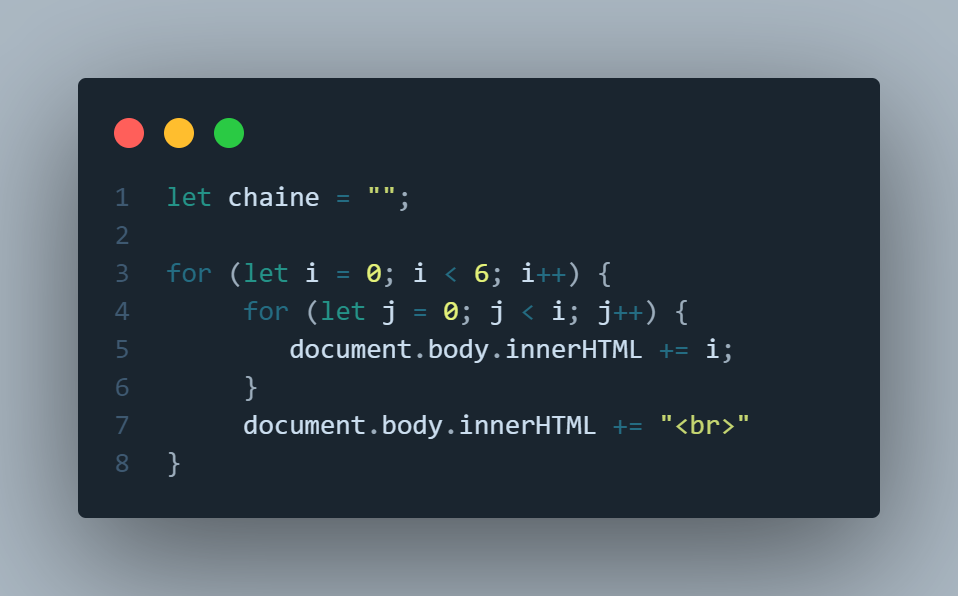 1 let chaine = "";
2
3 for (let i = 0; i < 6; i++) {
4 for (let j = 0; j < i; j++) {
5 document.body.innerHTML += i;
6 }
7 document.body.innerHTML += "<br>"
8 }